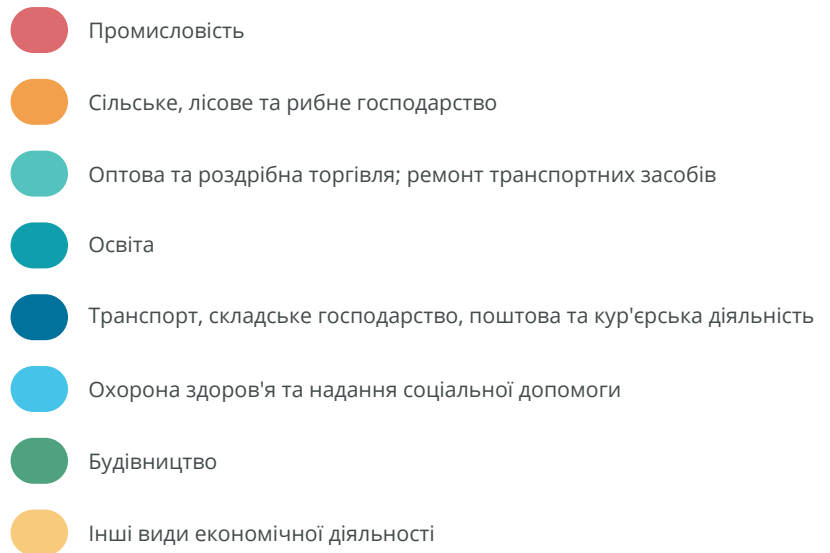 Промисловість
Сільське, лісове та рибне господарство
Оптова та роздрібна торгівля; ремонт транспортних засобів
Освіта
Транспорт, складське господарство, поштова та кур'єрська діяльність
Охорона здоров'я та надання соціальної допомоги
Будівництво
Інші види економічної діяльності